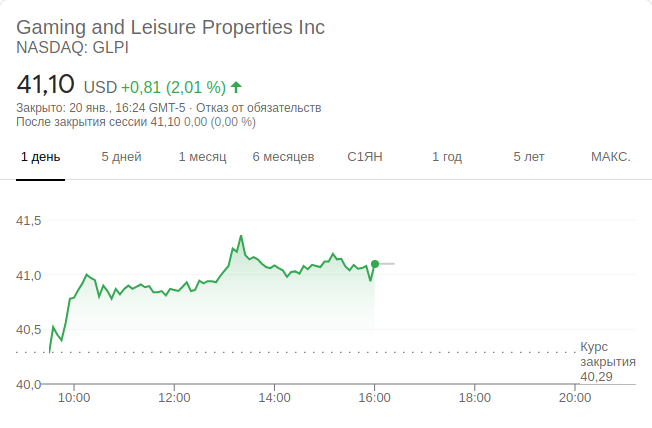 Gaming and Leisure Properties Inc
NASDAQ: GLPI
41,10 USD +0,81 (2,01 %)
Закрыто: 20 янв., 16:24 GMT-5 · Отказ от обязательств
После закрытия сессии 41,10 0,00 (0,00 %)
1 день 5 дней 1 месяц 6 месяцев С1ЯН 1 год 5 лет МАКС.
41,5
41,0
40,5
40,0
Курс
закрытия
40,29
10:00 12:00 14:00 16:00 18:00 20:00